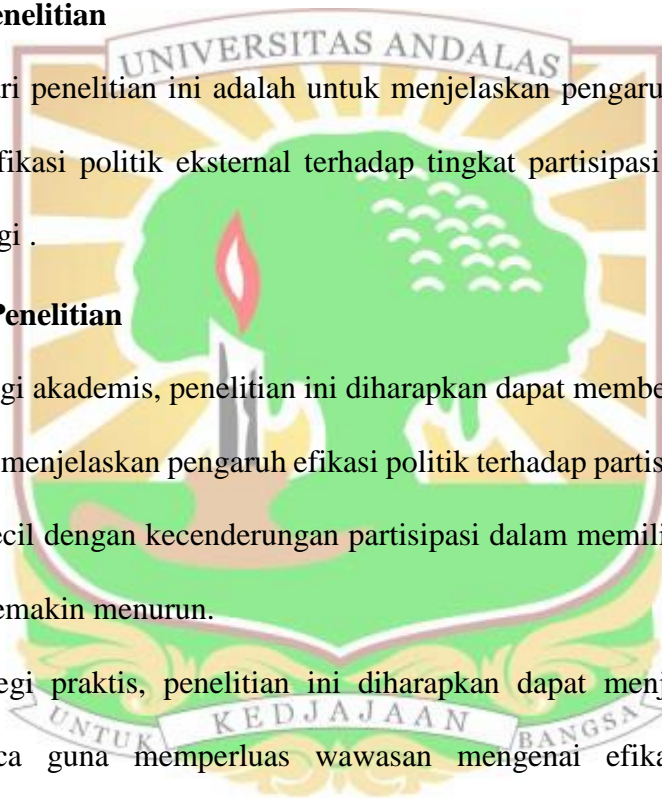 enelitian
UNIVERSITAS ANDALAS
ri penelitian ini adalah untuk menjelaskan pengaru
fikasi politik eksternal terhadap tingkat partisipasi
gi .
Penelitian
gi akademis, penelitian ini diharapkan dapat membe
menjelaskan pengaruh efikasi politik terhadap partis
ecil dengan kecenderungan partisipasi dalam memili
emakin menurun.
egi praktis, penelitian ini diharapkan dapat menj
UNTUK KEDJAJAAN BANGSA
ca guna memperluas wawasan mengenai efika